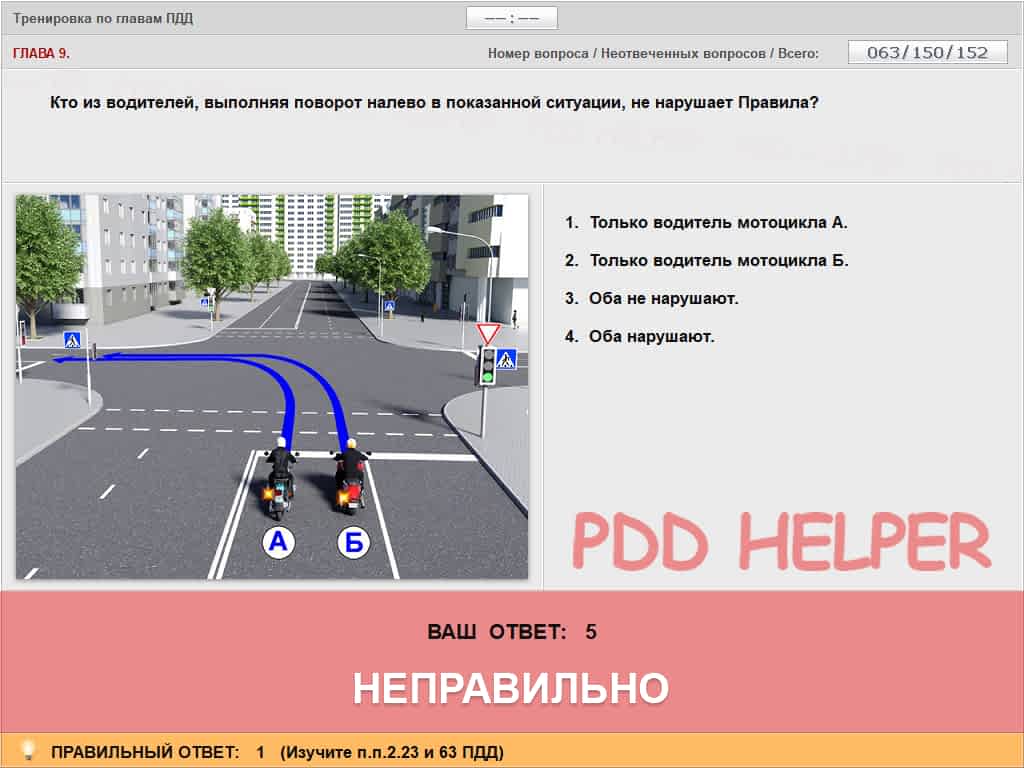 Тренировка по главам ПДД
—— : ——
ГЛАВА 9.
Номер вопроса / Неотвеченных вопросов / Всего:
063/150/152
Кто из водителей, выполняя поворот налево в показанной ситуации, не нарушает Правила?
1. Только водитель мотоцикла А.
2. Только водитель мотоцикла Б.
3. Оба не нарушают.
4. Оба нарушают.
А
Б
PDD HELPER
ВАШ ОТВЕТ: 5
НЕПРАВИЛЬНО
ПРАВИЛЬНЫЙ ОТВЕТ: 1 (Изучите п.п.2.23 и 63 ПДД)